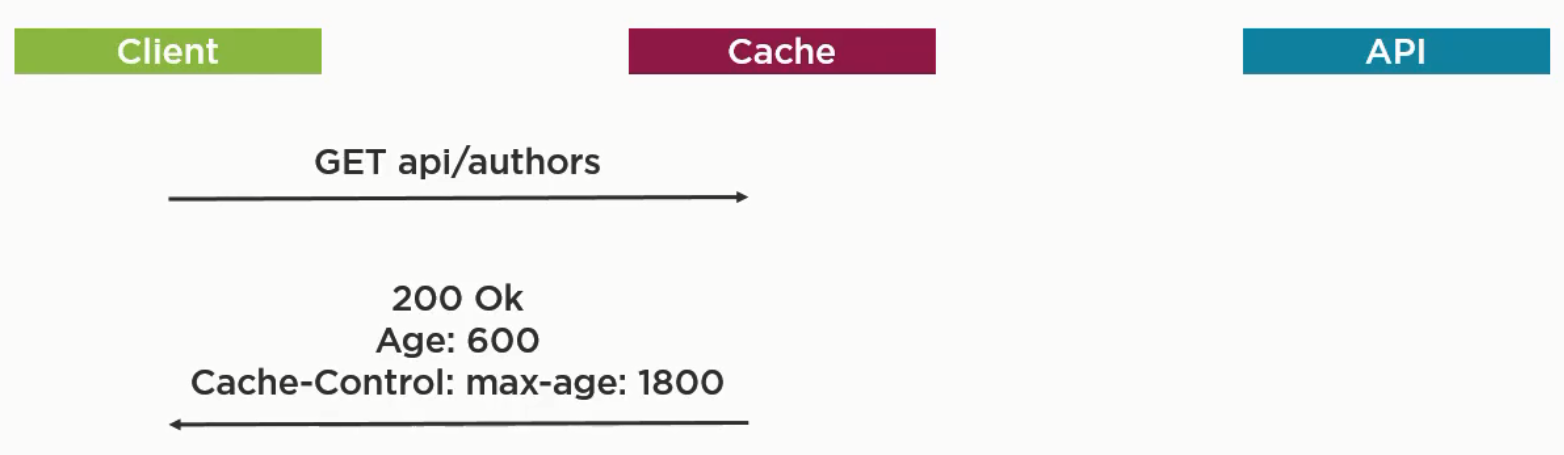 Client
Cache
API
GET api/authors
200 Ok
Age: 600
Cache-Control: max-age: 1800